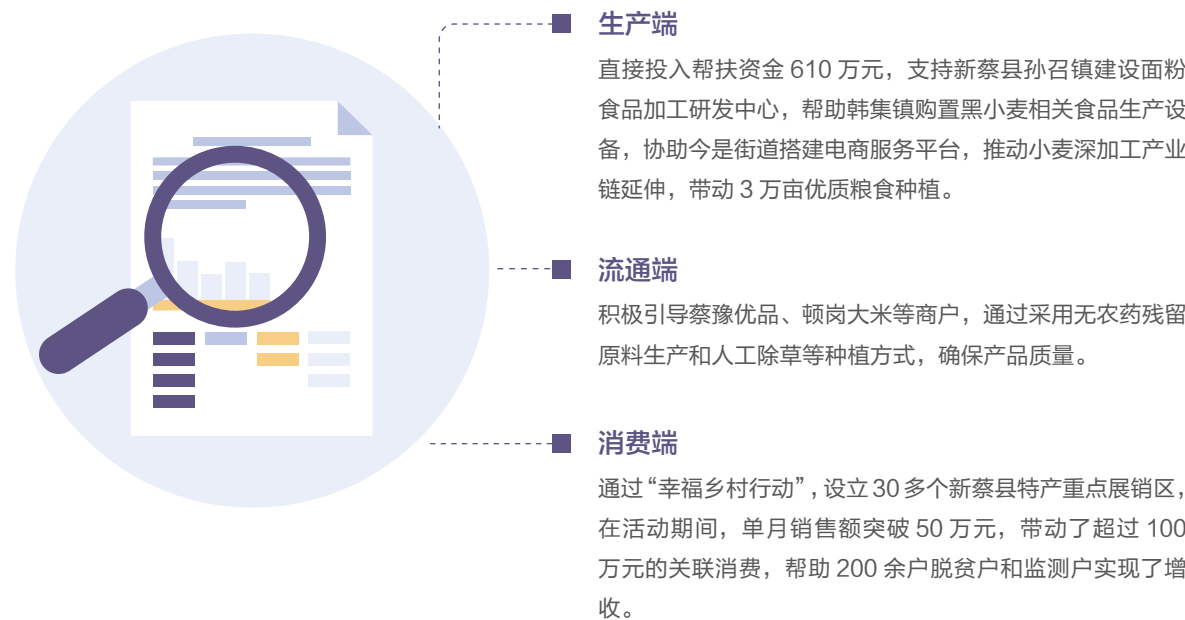 生产端
直接投入帮扶资金 610 万元，支持新蔡县孙召镇建设面粉
食品加工研发中心，帮助韩集镇购置黑小麦相关食品生产设
备，协助今是街道搭建电商服务平台，推动小麦深加工产业
链延伸，带动 3 万亩优质粮食种植。
流通端
积极引导蔡豫优品、顿岗大米等商户，通过采用无农药残留
原料生产和人工除草等种植方式，确保产品质量。
消费端
通过“幸福乡村行动”，设立 30 多个新蔡县特产重点展销区，
在活动期间，单月销售额突破 50 万元，带动了超过 100
万元的关联消费，帮助 200 余户脱贫户和监测户实现了增
收。